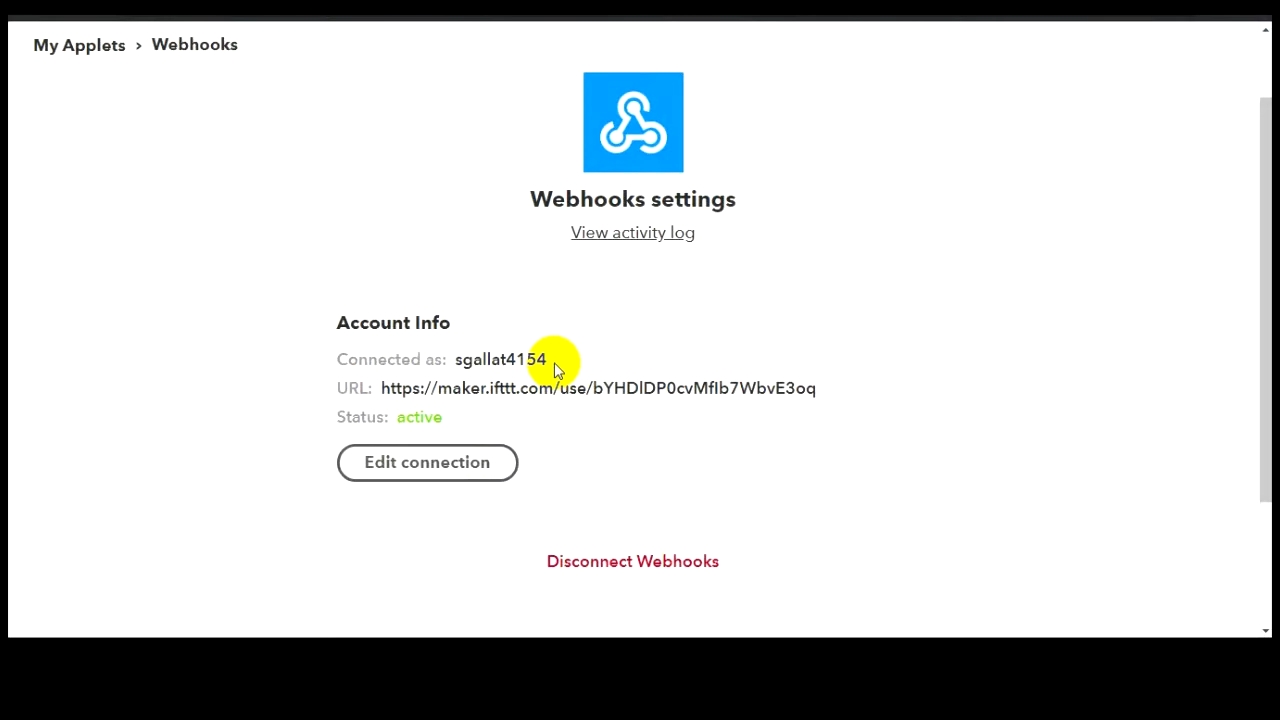 My Applets › Webhooks
Webhooks settings
View activity log
Account Info
Connected as: sgallat4154
URL: https://maker.ifttt.com/use/bYHDlDP0cvMfIb7WbvE3oq
Status: active
Edit connection
Disconnect Webhooks